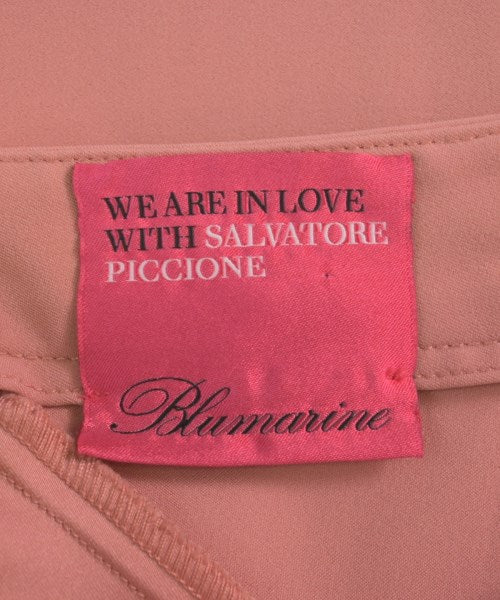 WE ARE IN LOVE
WITH SALVATORE
PICCIONE
Blumarine